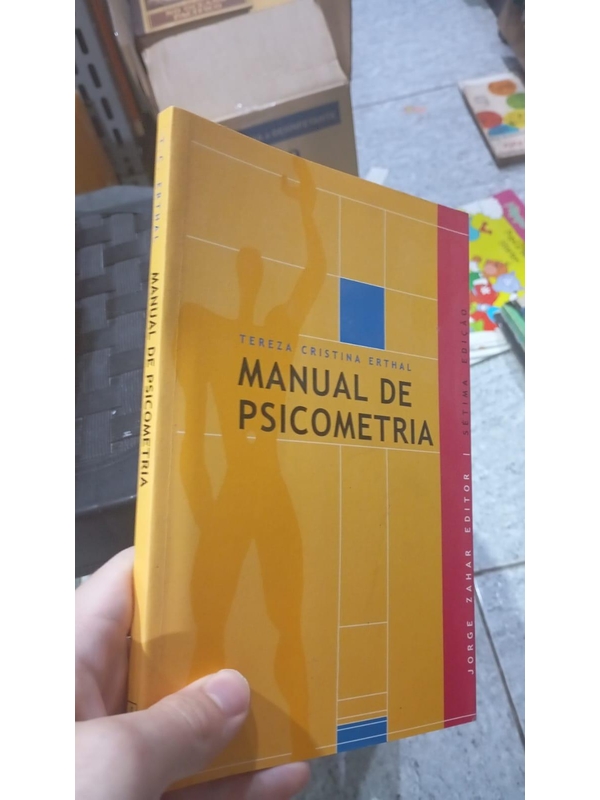 T. C. ERTHAL
MANUAL DE PSICOMETRIA
TEREZA CRISTINA ERTHAL
MANUAL DE
PSICOMETRIA
JORGE ZAHAR EDITOR | SÉTIMA EDIÇÃO